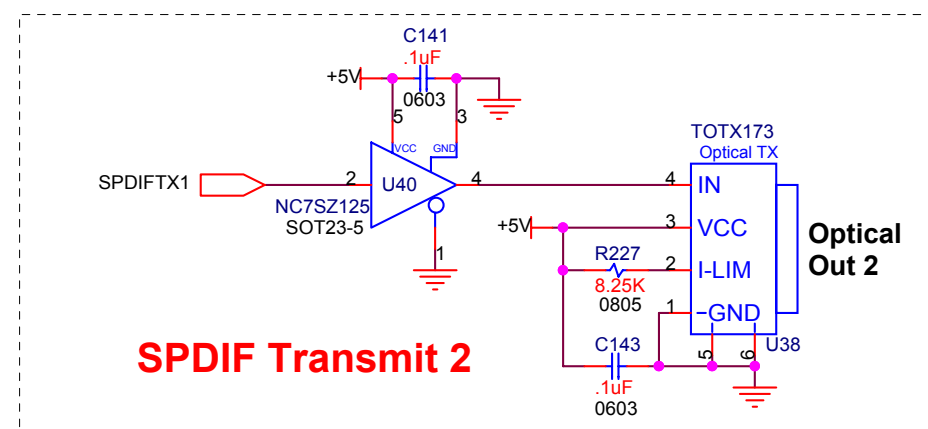 C141
.1uF
+5V
0603
5
3
VCC
GND
SPDIFTX1
2
U40
4
NC7SZ125
SOT23-5
1
TOTX173
Optical TX
4
IN
+5V
3
VCC
R227
2
I-LIM
8.25K
0805
1
GND
Optical
Out 2
U38
5
6
C143
.1uF
0603
SPDIF Transmit 2